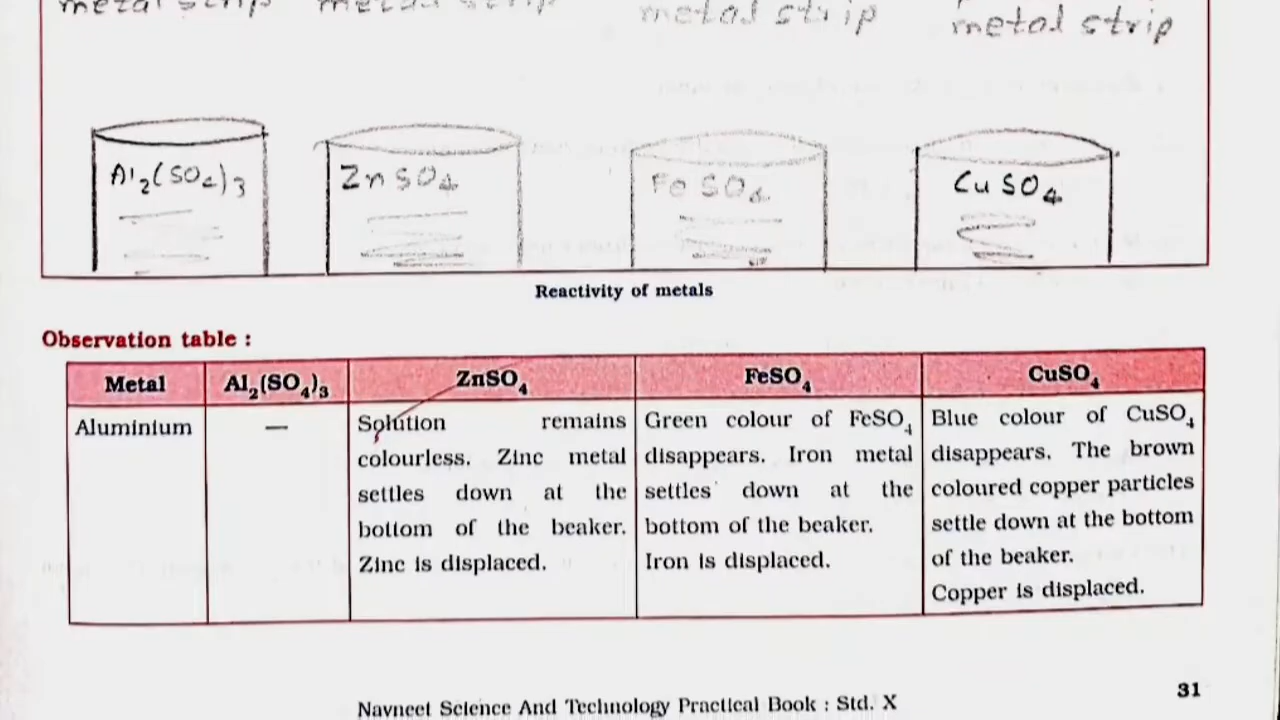 metal strip metal strip metal strip metal strip
Al2(SO4)3 ZnSO4 FeSO4 CuSO4
Reactivity of metals
Observation table :
Metal Al₂(SO₄)₃ ZnSO₄ FeSO₄ CuSO₄
Aluminium — Solution remains Green colour of FeSO₄ Blue colour of CuSO₄
colourless. Zinc metal disappears. Iron metal disappears. The brown
settles down at the settles down at the coloured copper particles
bottom of the beaker. bottom of the beaker. settle down at the bottom
Zinc is displaced. Iron is displaced. of the beaker.
Copper is displaced.
31
Navneet Science And Technology Practical Book : Std. X